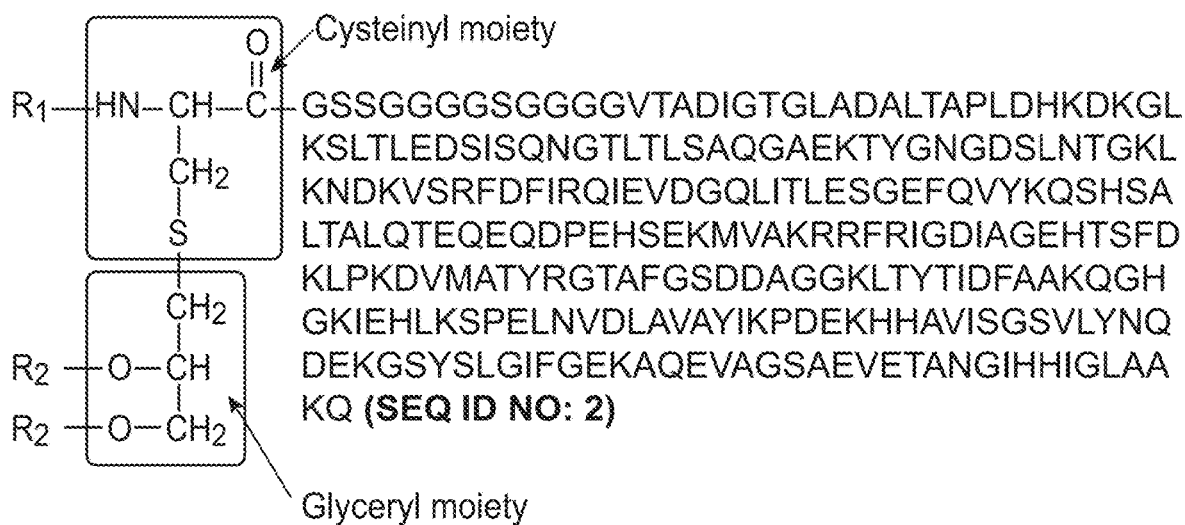 Cysteinyl moiety
O
R1 HN CH C GSSGGGGSGGGGVTADIGTGLADALTAPLDHKDKGL
KSLTLEDSISQNGTLTLSAQGAEKTYGNGDSLNTGKL
CH2 KNDKVSRFDFIRQIEVDGQLITLESGEFQVYKQSHSA
S LTALQTEQEQDPEHSEKMVAKRRFRIGDIAGEHTSFD
KLPKDVMATYRGTAFGSDDAGGKLTYTIDFAAKQGH
CH2 GKIEHLKSPELNVDLAVAYIKPDEKHHAVISGSVLYNQ
R2 O CH DEKGSYSLGIFGEKAQEVAGSAEVETANGIHHIGLAA
R2 O CH2 KQ (SEQ ID NO: 2)
Glyceryl moiety